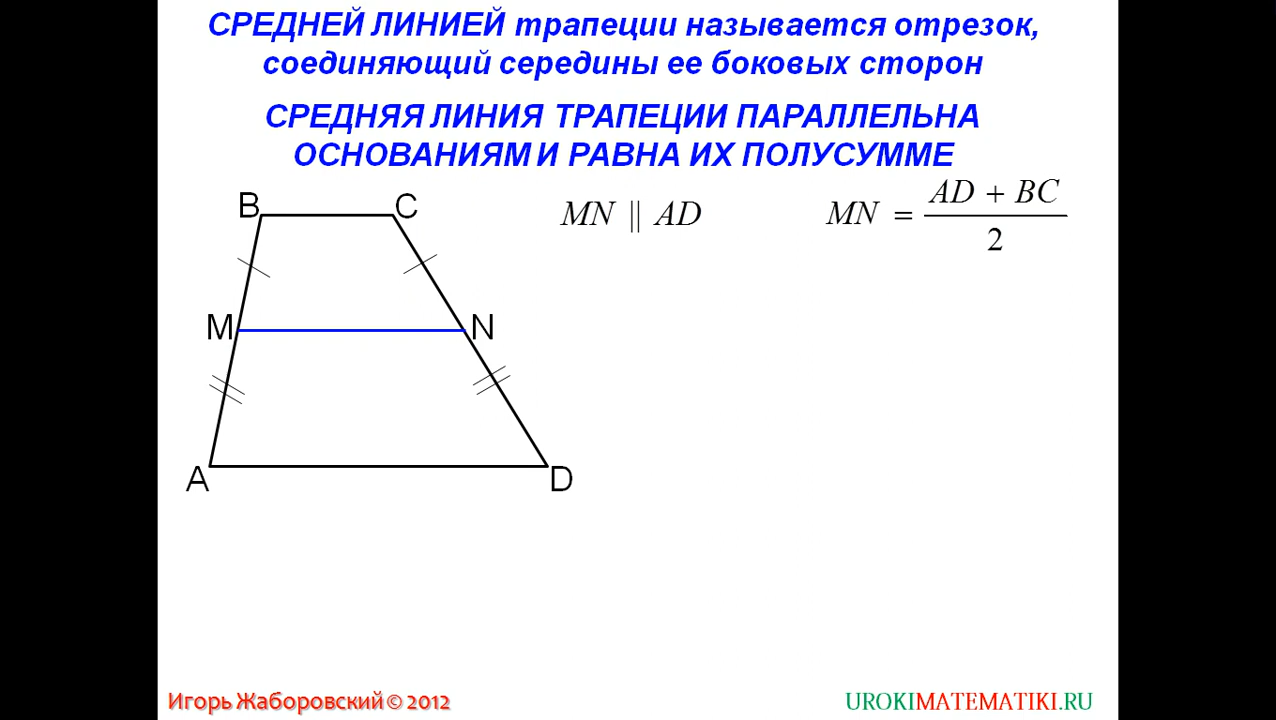 СРЕДНЕЙ ЛИНИЕЙ трапеции называется отрезок,
соединяющий середины ее боковых сторон
СРЕДНЯЯ ЛИНИЯ ТРАПЕЦИИ ПАРАЛЛЕЛЬНА
ОСНОВАНИЯМ И РАВНА ИХ ПОЛУСУММЕ
B C
MN || AD
MN = (AD + BC) / 2
M N
A D
Игорь Жаборовский © 2012
UROKIMATEMATIKI.RU